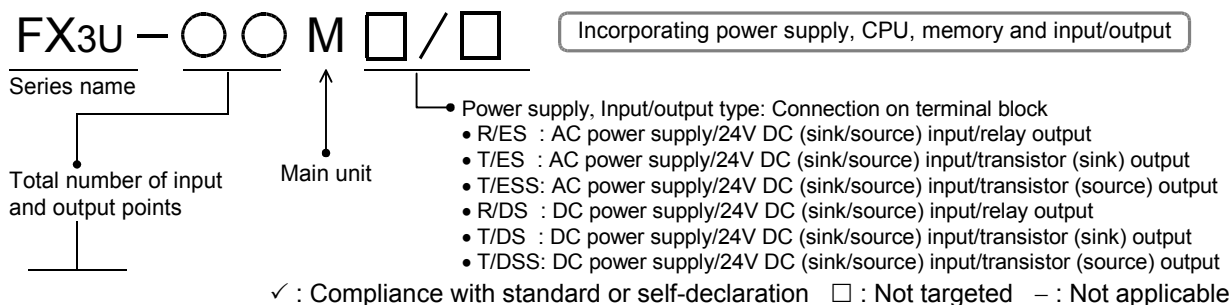 FX3U – ○○ M □/□
Incorporating power supply, CPU, memory and input/output
Series name
Power supply, Input/output type: Connection on terminal block
• R/ES : AC power supply/24V DC (sink/source) input/relay output
• T/ES : AC power supply/24V DC (sink/source) input/transistor (sink) output
• T/ESS: AC power supply/24V DC (sink/source) input/transistor (source) output
• R/DS : DC power supply/24V DC (sink/source) input/relay output
• T/DS : DC power supply/24V DC (sink/source) input/transistor (sink) output
• T/DSS: DC power supply/24V DC (sink/source) input/transistor (source) output
Main unit
Total number of input
and output points
✓ : Compliance with standard or self-declaration □ : Not targeted – : Not applicable